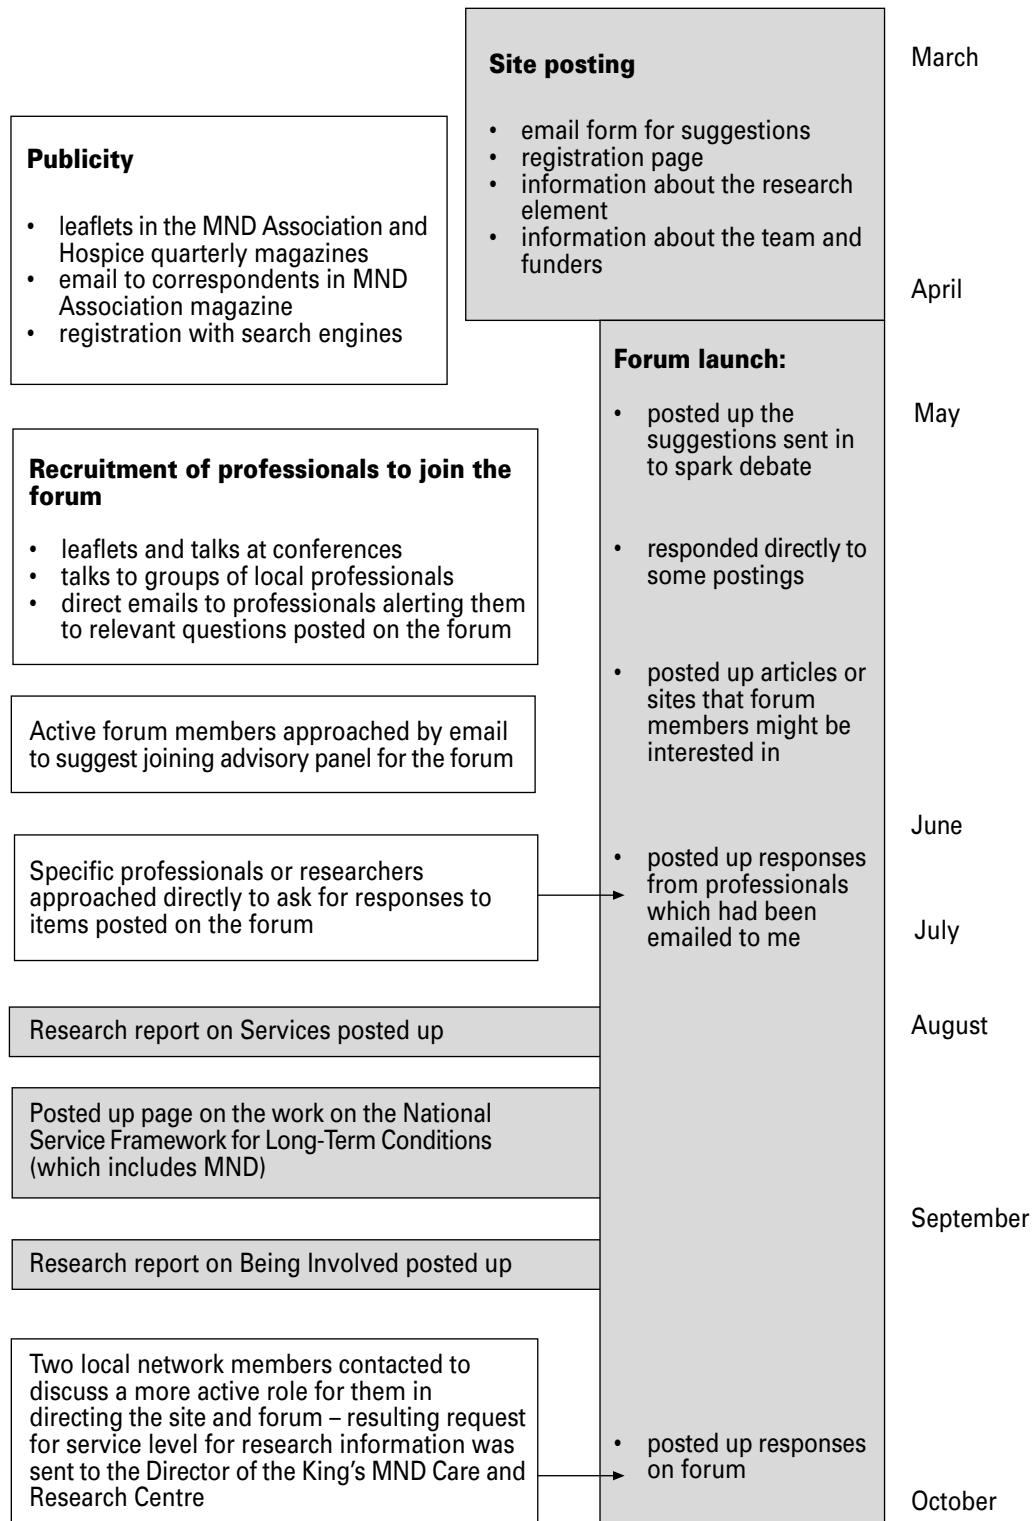 March
Site posting
• email form for suggestions
• registration page
• information about the research
element
• information about the team and
funders
Publicity
• leaflets in the MND Association and
Hospice quarterly magazines
• email to correspondents in MND
Association magazine
• registration with search engines
April
Forum launch:
• posted up the
suggestions sent in
to spark debate
• responded directly to
some postings
• posted up articles or
sites that forum
members might be
interested in
• posted up responses
from professionals
which had been
emailed to me
May
Recruitment of professionals to join the
forum
• leaflets and talks at conferences
• talks to groups of local professionals
• direct emails to professionals alerting them
to relevant questions posted on the forum
Active forum members approached by email
to suggest joining advisory panel for the forum
June
Specific professionals or researchers
approached directly to ask for responses to
items posted on the forum
July
Research report on Services posted up
August
Posted up page on the work on the National
Service Framework for Long-Term Conditions
(which includes MND)
September
Research report on Being Involved posted up
Two local network members contacted to
discuss a more active role for them in
directing the site and forum – resulting request
for service level for research information was
sent to the Director of the King's MND Care and
Research Centre
• posted up responses
on forum
October